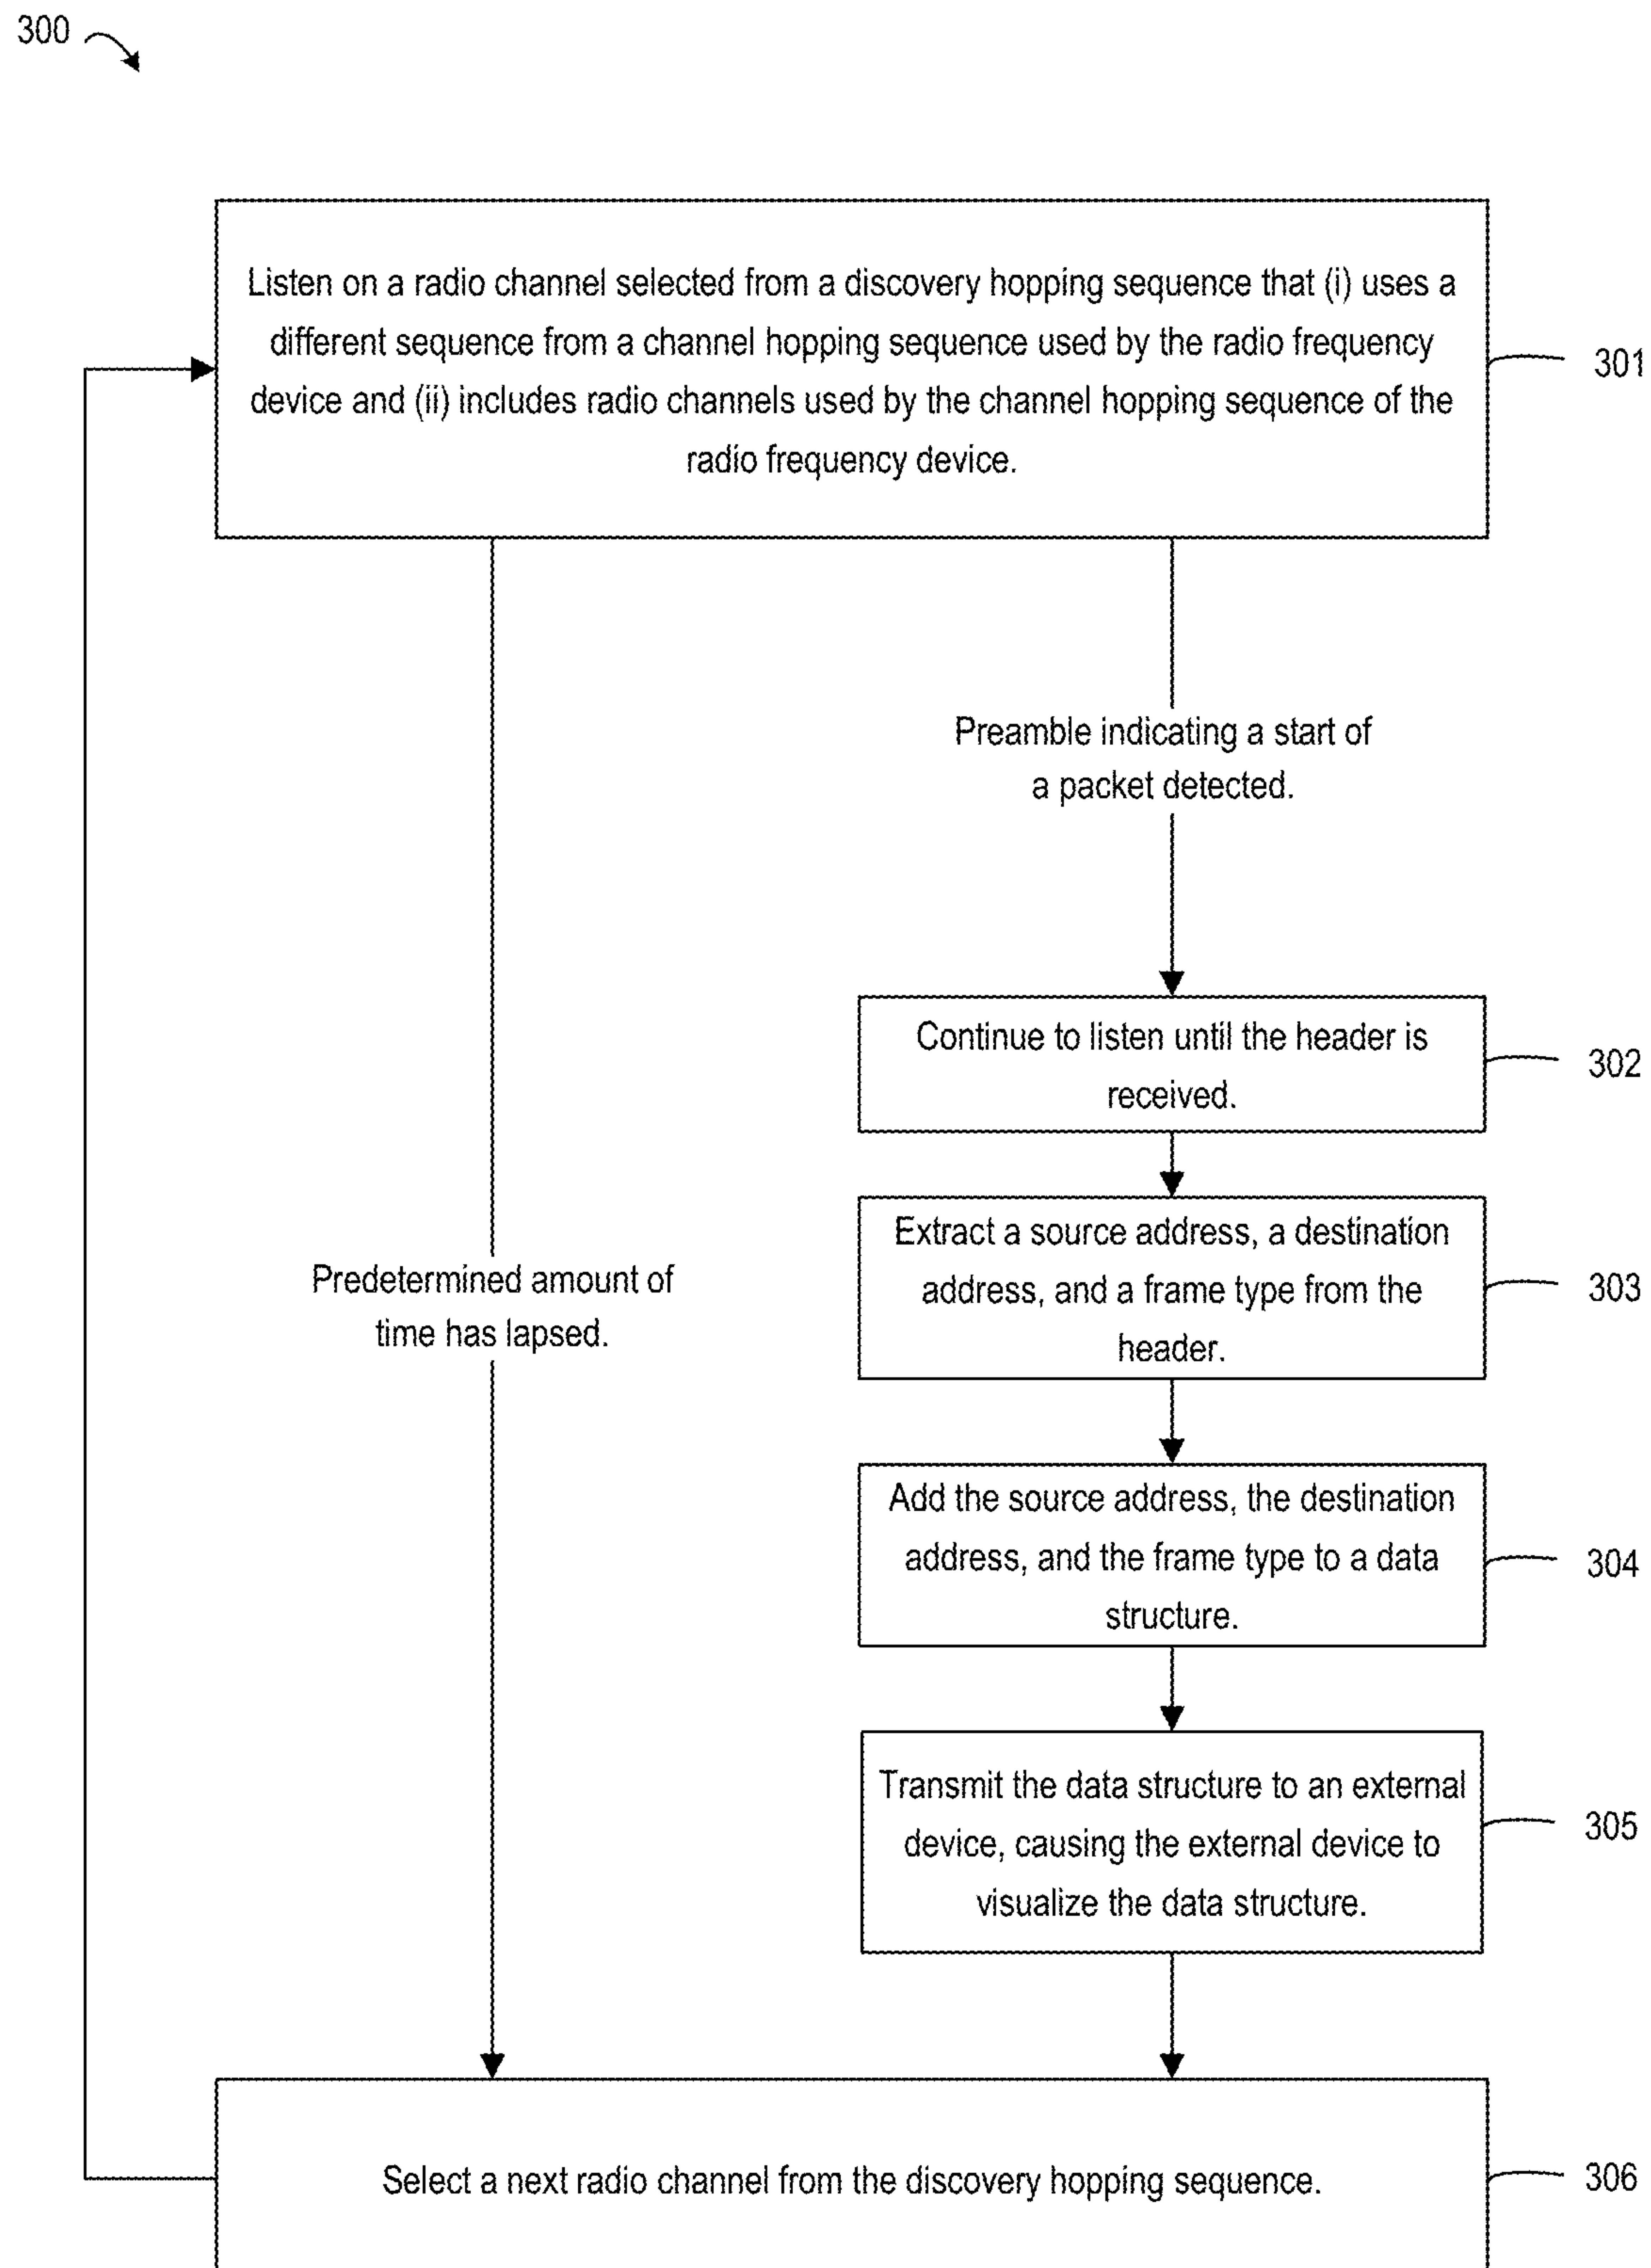 300
Listen on a radio channel selected from a discovery hopping sequence that (i) uses a
different sequence from a channel hopping sequence used by the radio frequency
device and (ii) includes radio channels used by the channel hopping sequence of the
radio frequency device.
301
Preamble indicating a start of
a packet detected.
Continue to listen until the header is
received.
302
Extract a source address, a destination
address, and a frame type from the
header.
303
Predetermined amount of
time has lapsed.
Add the source address, the destination
address, and the frame type to a data
structure.
304
Transmit the data structure to an external
device, causing the external device to
visualize the data structure.
305
Select a next radio channel from the discovery hopping sequence.
306